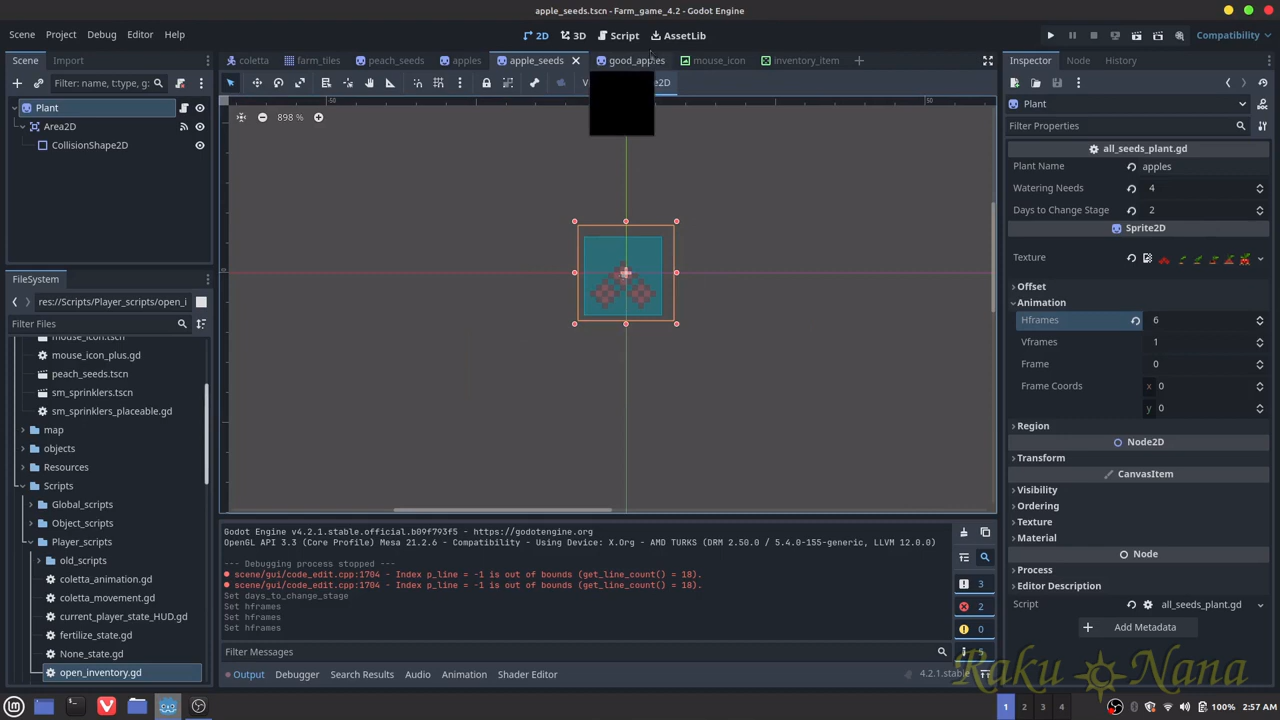 apple_seeds.tscn - Farm_game_4.2 - Godot Engine
Scene Project Debug Editor Help
2D 3D Script AssetLib
Compatibility
Scene Import
coletta farm_tiles peach_seeds apples apple_seeds good_apples mouse_icon inventory_item
Inspector Node History
Filter: name, t:type, g:
Plant
Area2D
CollisionShape2D
-50
50
0
898 %
2D
Plant
Filter Properties
all_seeds_plant.gd
Plant Name apples
Watering Needs 4
Days to Change Stage 2
Sprite2D
Texture
Offset
Animation
Hframes 6
Vframes 1
Frame 0
Frame Coords x 0
y 0
Region
Node2D
Transform
CanvasItem
Visibility
Ordering
Texture
Material
Node
Process
Editor Description
Script all_seeds_plant.gd
Add Metadata
FileSystem
res://Scripts/Player_scripts/open_i
Filter Files
mouse_icon.tscn
mouse_icon_plus.gd
peach_seeds.tscn
sm_sprinklers.tscn
sm_sprinklers_placeable.gd
map
objects
Resources
Scripts
Global_scripts
Object_scripts
Player_scripts
old_scripts
coletta_animation.gd
coletta_movement.gd
current_player_state_HUD.gd
fertilize_state.gd
None_state.gd
open_inventory.gd
Godot Engine v4.2.1.stable.official.b09f793f5 - https://godotengine.org
OpenGL API 3.3 (Core Profile) Mesa 21.2.6 - Compatibility - Using Device: X.Org - AMD TURKS (DRM 2.50.0 / 5.4.0-155-generic, LLVM 12.0.0)
--- Debugging process stopped ---
scene/gui/code_edit.cpp:1704 - Index p_line = -1 is out of bounds (get_line_count() = 18).
scene/gui/code_edit.cpp:1704 - Index p_line = -1 is out of bounds (get_line_count() = 18).
Set days_to_change_stage
Set hframes
Set hframes
Set hframes
3
2
0
5
Filter Messages
Output Debugger Search Results Audio Animation Shader Editor
4.2.1.stable
Raku Nana
1 2 3 4
100% 2:57 AM